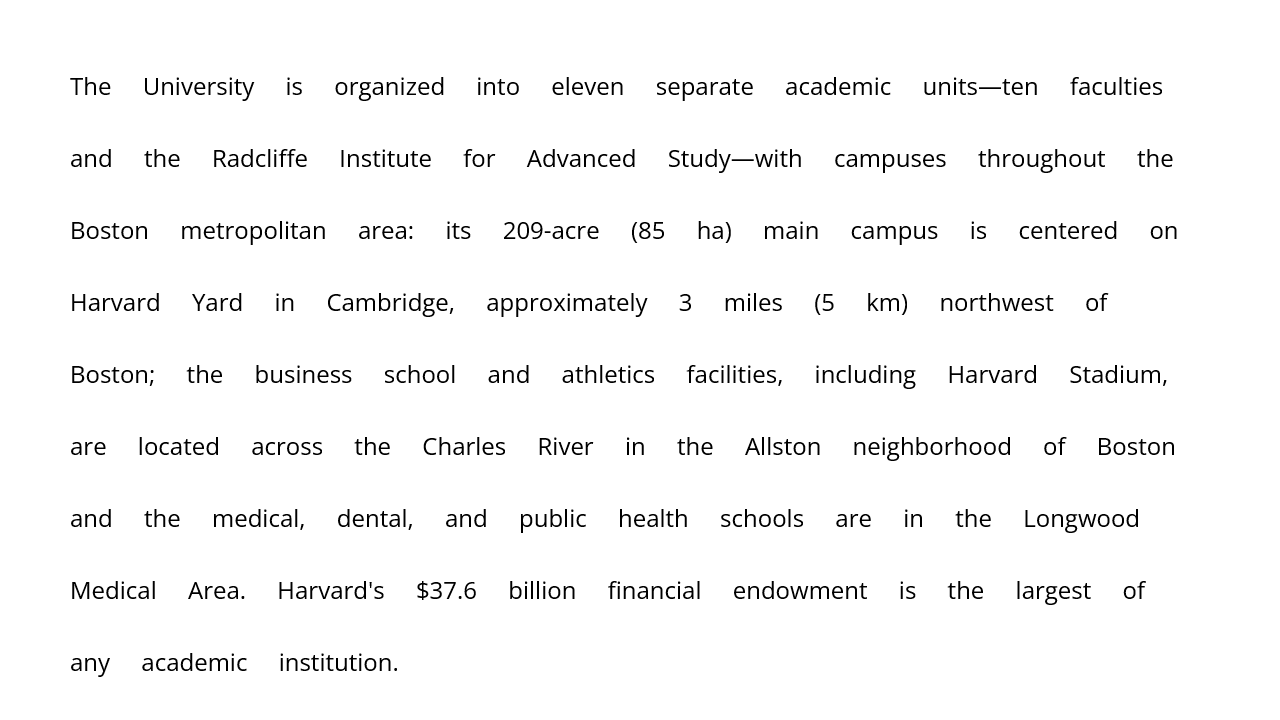 The University is organized into eleven separate academic units—ten faculties
and the Radcliffe Institute for Advanced Study—with campuses throughout the
Boston metropolitan area: its 209-acre (85 ha) main campus is centered on
Harvard Yard in Cambridge, approximately 3 miles (5 km) northwest of
Boston; the business school and athletics facilities, including Harvard Stadium,
are located across the Charles River in the Allston neighborhood of Boston
and the medical, dental, and public health schools are in the Longwood
Medical Area. Harvard's $37.6 billion financial endowment is the largest of
any academic institution.